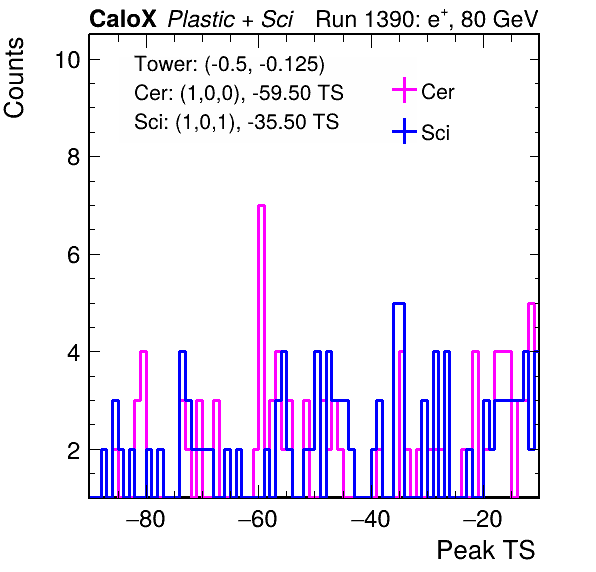 CaloX Plastic + Sci Run 1390: e+, 80 GeV
Counts
Tower: (-0.5, -0.125)
Cer: (1,0,0), -59.50 TS
Sci: (1,0,1), -35.50 TS
Cer
Sci
10
8
6
4
2
−80 −60 −40 −20
Peak TS